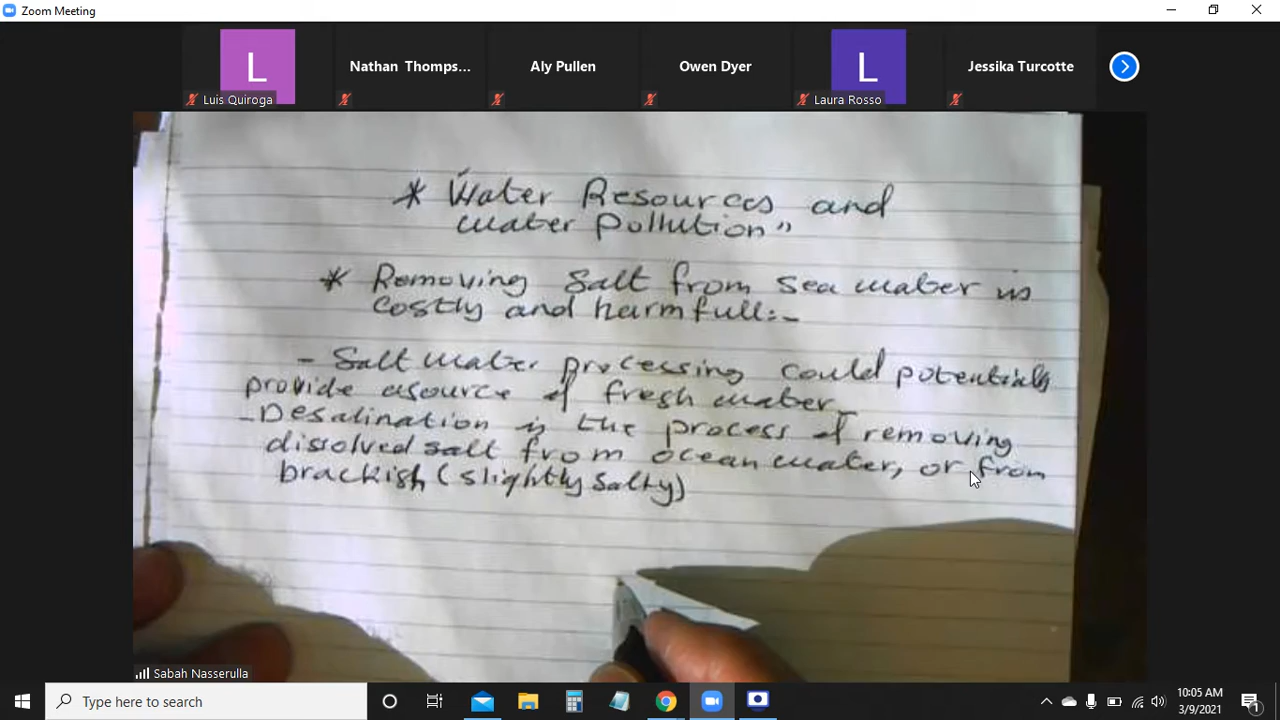 Zoom Meeting
L
Nathan Thomps...
Aly Pullen
Owen Dyer
L
Jessika Turcotte
Luis Quiroga
Laura Rosso
* "Water Resources and
water Pollution"
* Removing Salt from sea water is
costly and harmfull:-
- Salt water processing could potentially
provide a source of fresh water
- Desalination is the process of removing
dissolved salt from ocean water, or from
brackish (slightly salty)
Sabah Nasserulla
Type here to search
10:05 AM
3/9/2021
1